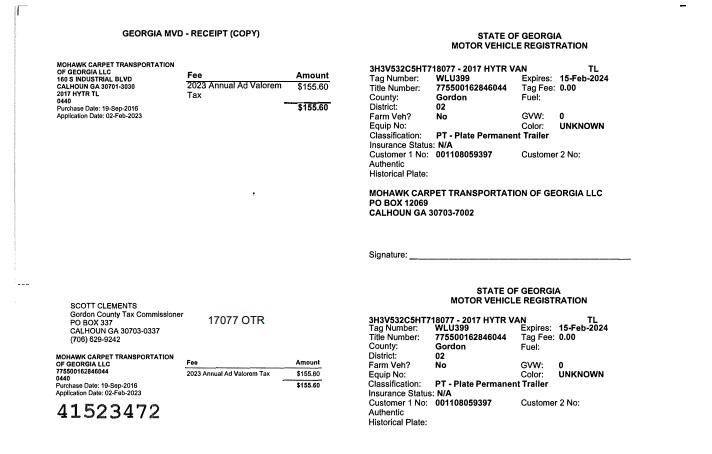 GEORGIA MVD - RECEIPT (COPY)
MOHAWK CARPET TRANSPORTATION
OF GEORGIA LLC
160 S INDUSTRIAL BLVD
CALHOUN GA 30701-3030
2017 HYTR TL
0440
Purchase Date: 19-Sep-2016
Application Date: 02-Feb-2023
Fee Amount
2023 Annual Ad Valorem $155.60
Tax
$155.60
SCOTT CLEMENTS
Gordon County Tax Commissioner
PO BOX 337
CALHOUN GA 30703-0337
(706) 629-9242
17077 OTR
MOHAWK CARPET TRANSPORTATION
OF GEORGIA LLC
775500162846044
0440
Purchase Date: 19-Sep-2016
Application Date: 02-Feb-2023
Fee Amount
2023 Annual Ad Valorem Tax $155.60
$155.60
41523472
STATE OF GEORGIA
MOTOR VEHICLE REGISTRATION
3H3V532C5HT718077 - 2017 HYTR VAN TL
Tag Number: WLU399 Expires: 15-Feb-2024
Title Number: 775500162846044 Tag Fee: 0.00
County: Gordon Fuel:
District: 02
Farm Veh? No GVW: 0
Equip No: Color: UNKNOWN
Classification: PT - Plate Permanent Trailer
Insurance Status: N/A
Customer 1 No: 001108059397 Customer 2 No:
Authentic
Historical Plate:
MOHAWK CARPET TRANSPORTATION OF GEORGIA LLC
PO BOX 12069
CALHOUN GA 30703-7002
Signature:
STATE OF GEORGIA
MOTOR VEHICLE REGISTRATION
3H3V532C5HT718077 - 2017 HYTR VAN TL
Tag Number: WLU399 Expires: 15-Feb-2024
Title Number: 775500162846044 Tag Fee: 0.00
County: Gordon Fuel:
District: 02
Farm Veh? No GVW: 0
Equip No: Color: UNKNOWN
Classification: PT - Plate Permanent Trailer
Insurance Status: N/A
Customer 1 No: 001108059397 Customer 2 No:
Authentic
Historical Plate: